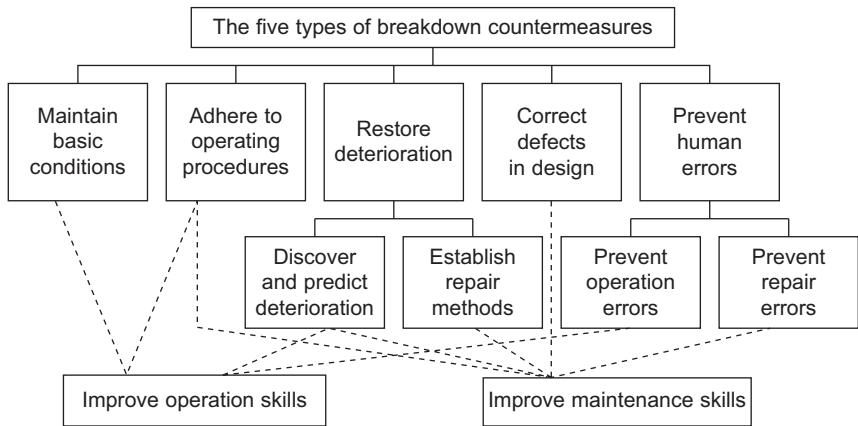 The five types of breakdown countermeasures
Maintain
basic
conditions
Adhere to
operating
procedures
Restore
deterioration
Correct
defects
in design
Prevent
human
errors
Discover
and predict
deterioration
Establish
repair
methods
Prevent
operation
errors
Prevent
repair
errors
Improve operation skills
Improve maintenance skills